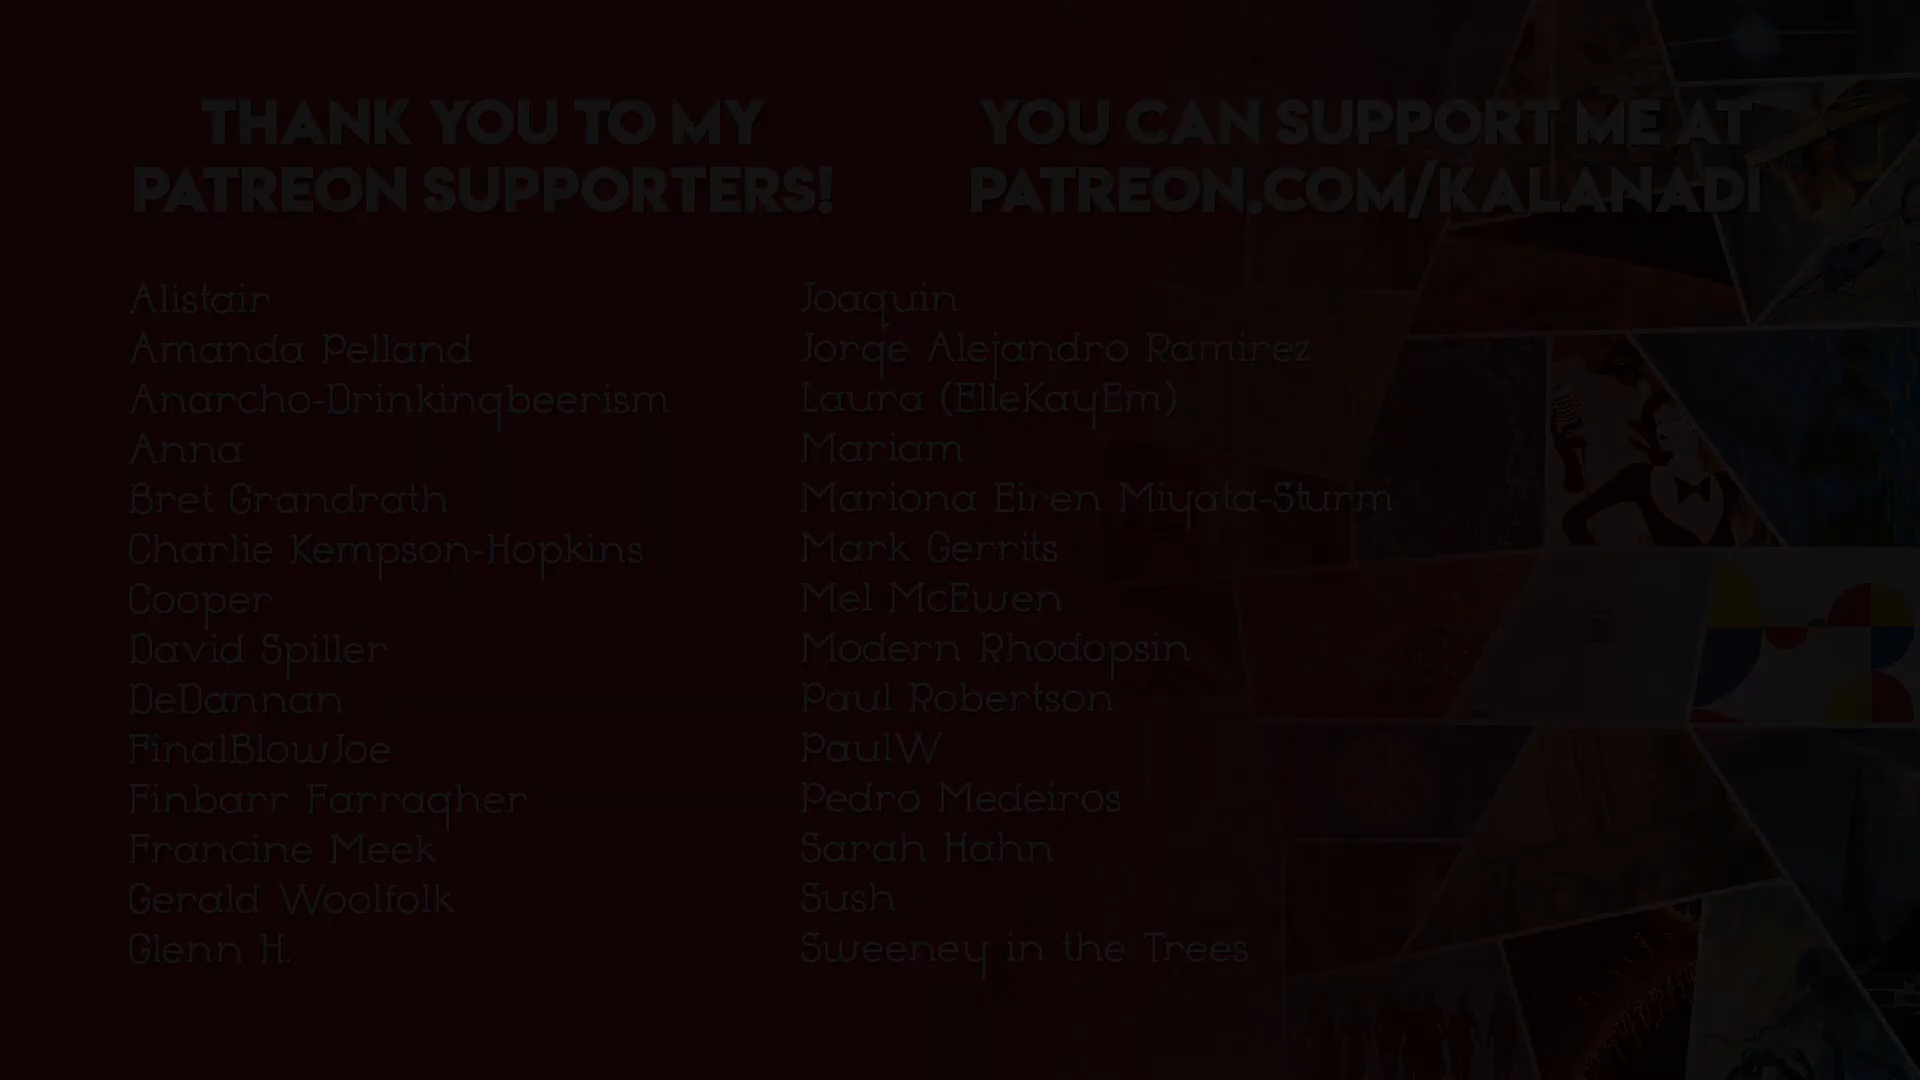 THANK YOU TO MY
PATREON SUPPORTERS!
Alistair
Amanda Pelland
Anarcho-Drinkingbeerism
Anna
Bret Grandrath
Charlie Kempson-Hopkins
Cooper
David Spiller
DeDannan
FinalBlowJoe
Finbarr Farragher
Francine Meek
Gerald Woolfolk
Glenn H.
YOU CAN SUPPORT ME AT
PATREON.COM/KALANADI
Joaquin
Jorge Alejandro Ramirez
Laura (ElleKayEm)
Mariam
Mariona Eiren Miyata-Sturm
Mark Gerrits
Mel McEwen
Modern Rhodopsin
Paul Robertson
PaulW
Pedro Medeiros
Sarah Hahn
Sush
Sweeney in the Trees